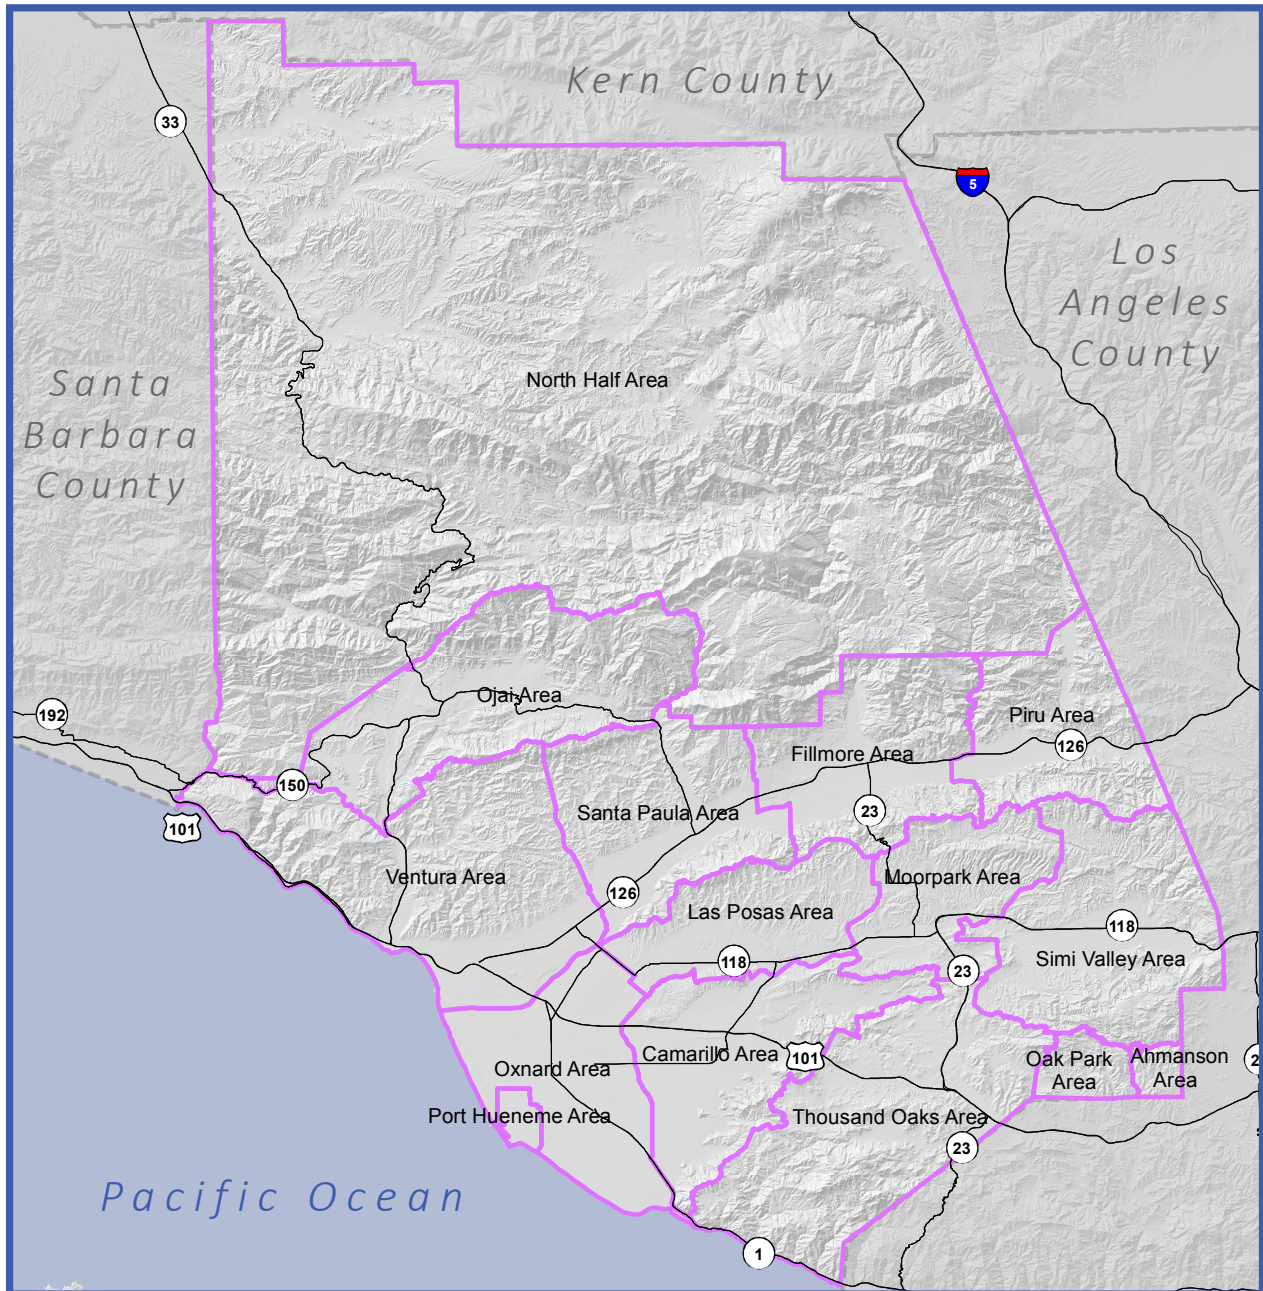 Kern County
33
5
Los
Angeles
County
North Half Area
Santa
Barbara
County
Ojai Area
192
Piru Area
126
Fillmore Area
150
101
Santa Paula Area
23
Ventura Area
Moorpark Area
126
Las Posas Area
118
118
Simi Valley Area
23
Camarillo Area
101
Oak Park
Area
Ahmanson
Area
2
Oxnard Area
Port Hueneme Area
Thousand Oaks Area
23
Pacific Ocean
1